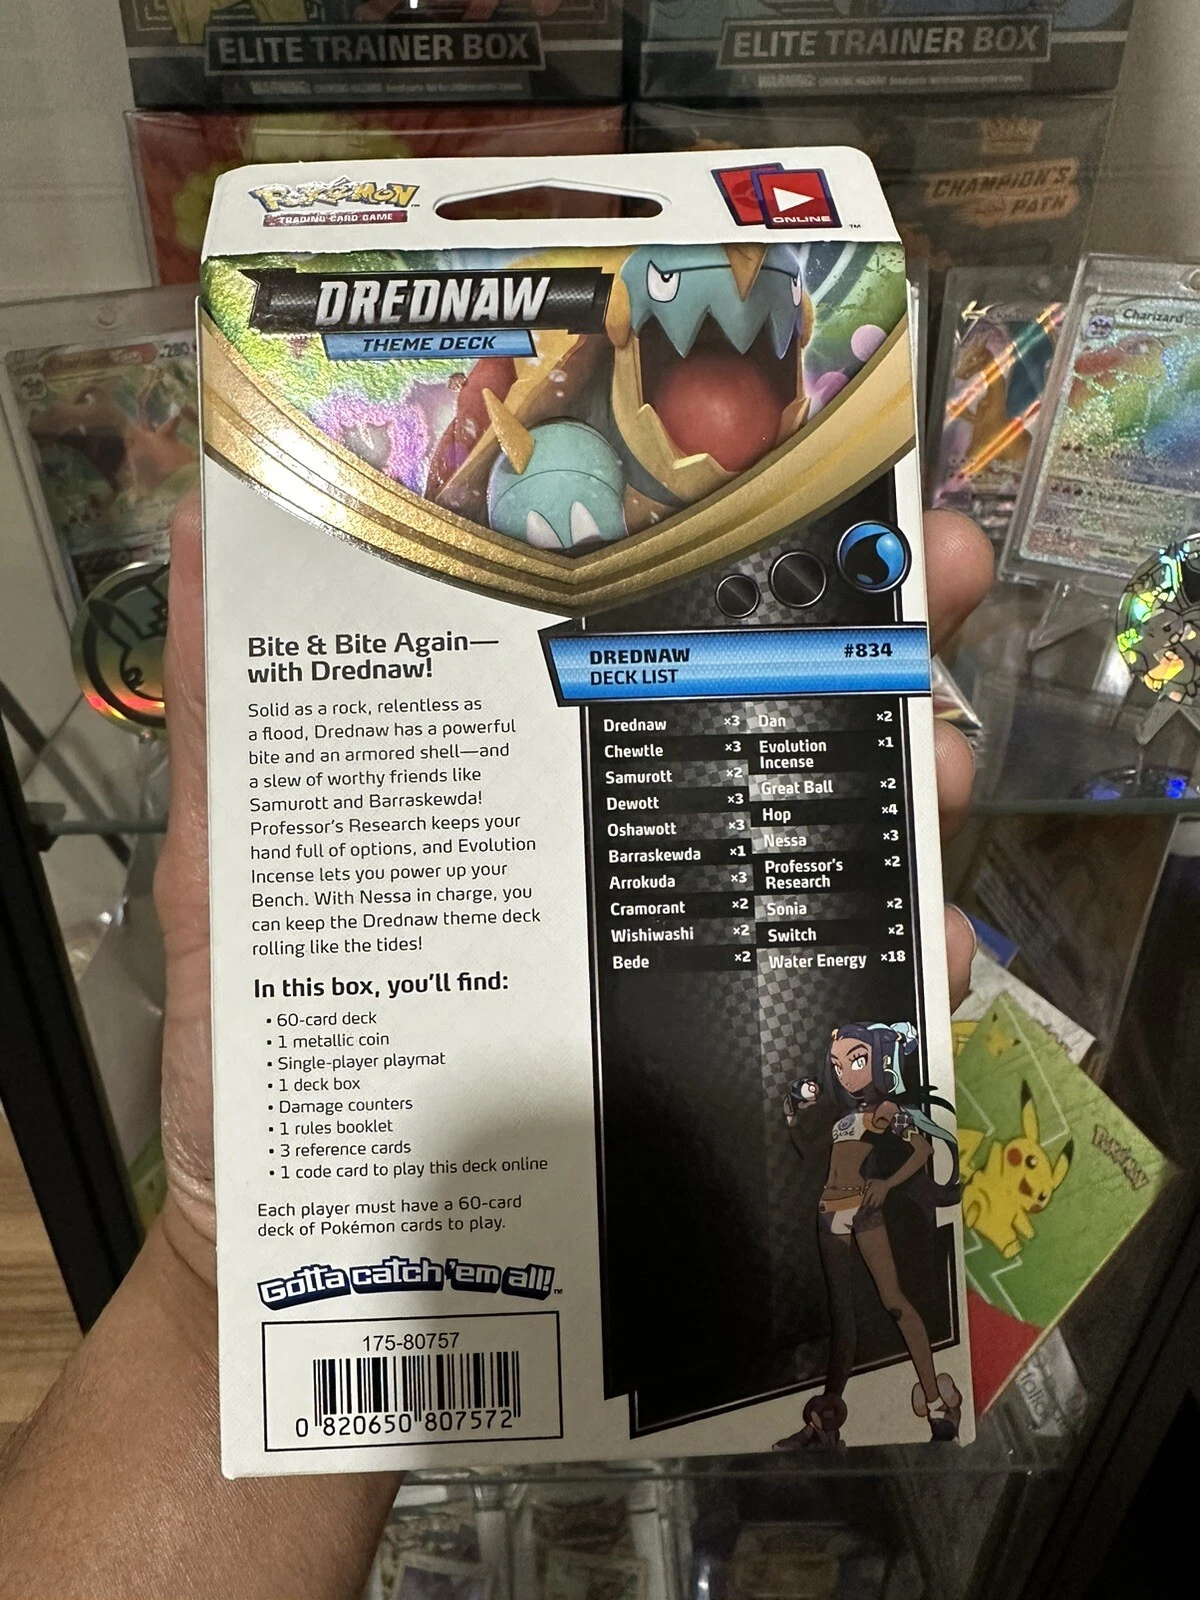 ELITE TRAINER BOX
ELITE TRAINER BOX
WARNING:
WARNING:
CHAMPION'S
PATH
POKéMON
TRADING CARD GAME
ONLINE
TM
DREDNAW
THEME DECK
280
Charizard
Bite & Bite Again—
with Drednaw!
Solid as a rock, relentless as
a flood, Drednaw has a powerful
bite and an armored shell—and
a slew of worthy friends like
Samurott and Barraskewda!
Professor's Research keeps your
hand full of options, and Evolution
Incense lets you power up your
Bench. With Nessa in charge, you
can keep the Drednaw theme deck
rolling like the tides!
In this box, you'll find:
• 60-card deck
• 1 metallic coin
• Single-player playmat
• 1 deck box
• Damage counters
• 1 rules booklet
• 3 reference cards
• 1 code card to play this deck online
Each player must have a 60-card
deck of Pokémon cards to play.
Gotta catch 'em all!™
175-80757
0 820650 807572
DREDNAW #834
DECK LIST
Drednaw ×3
Chewtle ×3
Samurott ×2
Dewott ×3
Oshawott ×3
Barraskewda ×1
Arrokuda ×3
Cramorant ×2
Wishiwashi ×2
Bede ×2
Dan ×2
Evolution ×1
Incense
Great Ball ×2
Hop ×4
Nessa ×3
Professor's ×2
Research
Sonia ×2
Switch ×2
Water Energy ×18
POKéMON